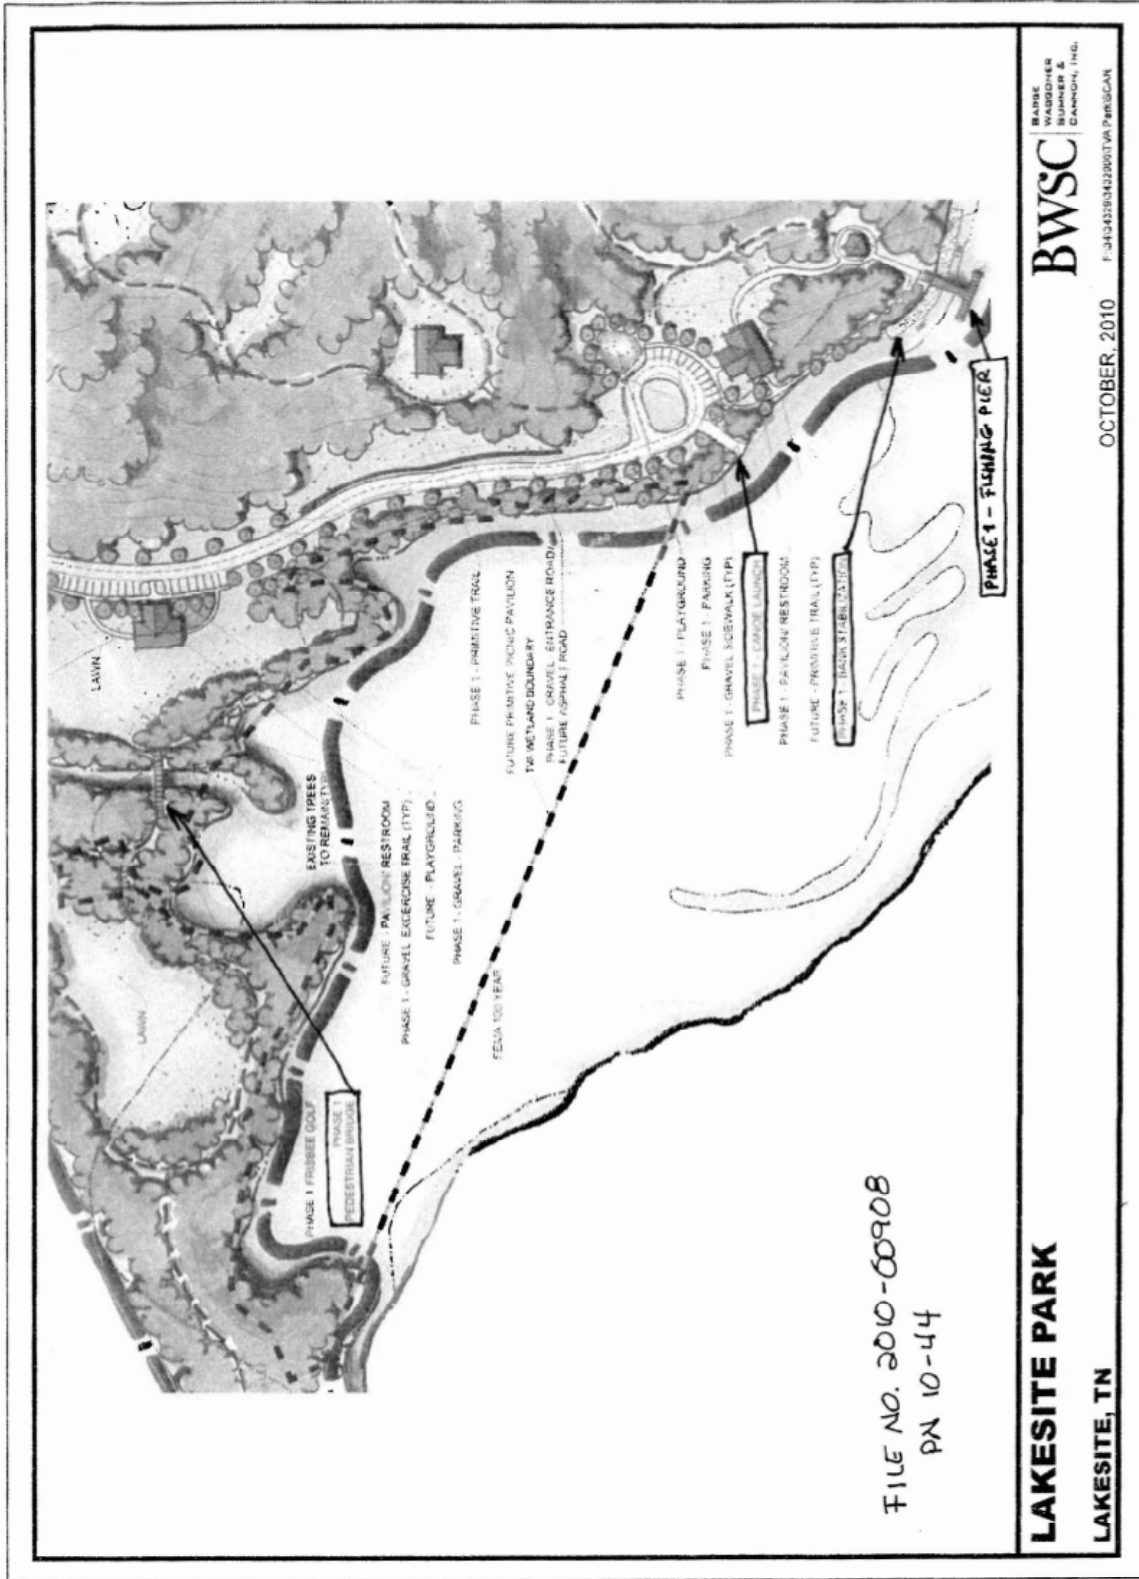 LAWN
LAWN
EXISTING TREES
TO REMAIN(TYP)
FUTURE - PAVILION/ RESTROOM
PHASE 1 - GRAVEL EXDERCISE TRAIL (TYP)
FUTURE - PLAYGROUND
PHASE 1 - GRAVEL - PARKING
PHASE 1 FRISBEE GOLF
PHASE 1
PEDESTRIAN BRIDGE
PHASE 1 - PRIMITIVE TRAIL
FUTURE PRIMITIVE PICNIC PAVILION
TVA WETLAND BOUNDARY
PHASE 1 GRAVEL ENTRANCE ROAD/
FUTURE ASPHALT ROAD
FEMA 100 YEAR
PHASE 1 - PLAYGROUND
PHASE 1 - PARKING
PHASE 1 - GRAVEL SIDEWALK (TYP)
PHASE 1 - CANOE LAUNCH
PHASE 1 - PAVILION/ RESTROOM
FUTURE - PRIMITIVE TRAIL (TYP)
PHASE 1 - BANK STABILIZATION
PHASE 1 - FISHING PIER
FILE NO. 2010-00908
PN 10-44
LAKESITE PARK
LAKESITE, TN
BWSC
BARGE
WAGGONER
SUMNER &
CANNON, INC.
OCTOBER, 2010